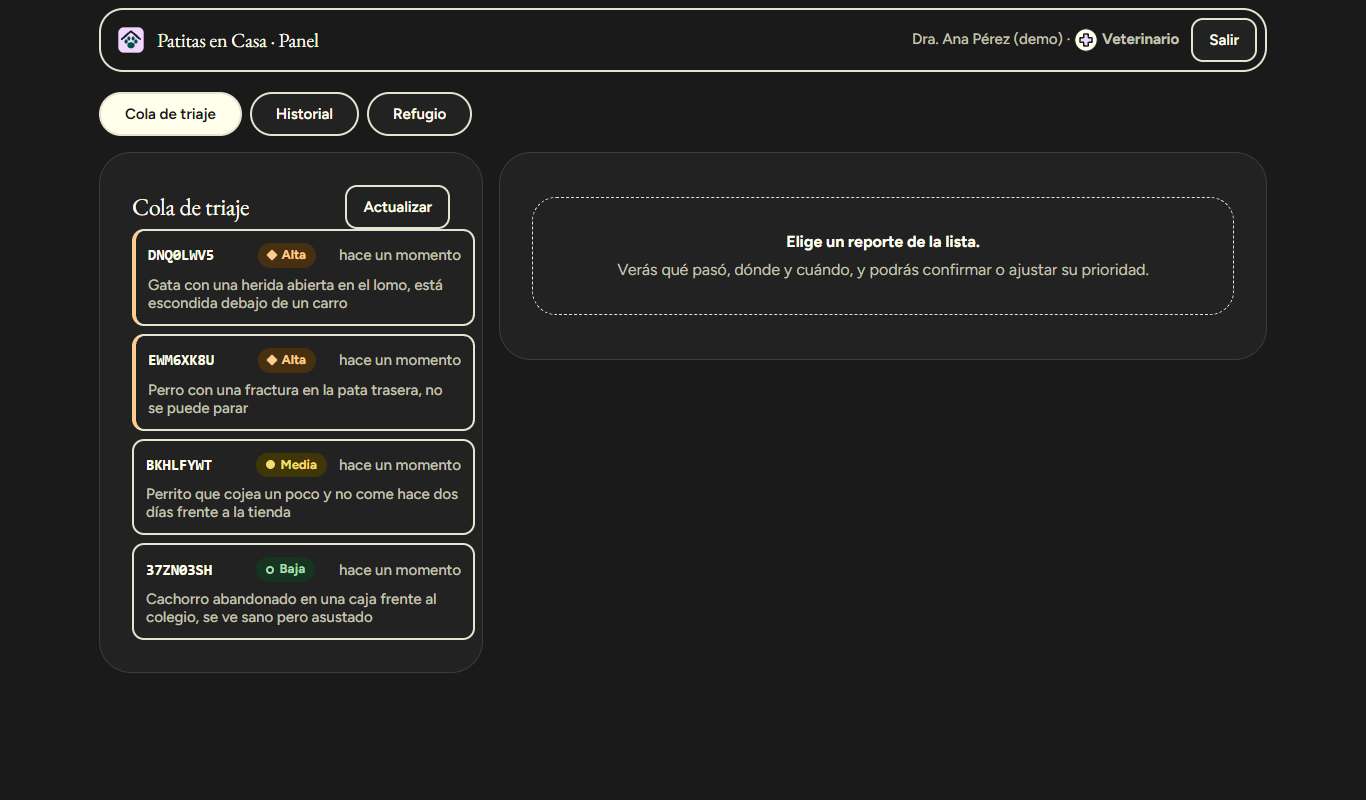 Patitas en Casa · Panel
Dra. Ana Pérez (demo) · Veterinario
Salir
Cola de triaje
Historial
Refugio
Cola de triaje
Actualizar
DNQ0LWV5 Alta hace un momento
Gata con una herida abierta en el lomo, está
escondida debajo de un carro
EWM6XK8U Alta hace un momento
Perro con una fractura en la pata trasera, no
se puede parar
BKHLFYWT Media hace un momento
Perrito que cojea un poco y no come hace dos
días frente a la tienda
37ZN03SH Baja hace un momento
Cachorro abandonado en una caja frente al
colegio, se ve sano pero asustado
Elige un reporte de la lista.
Verás qué pasó, dónde y cuándo, y podrás confirmar o ajustar su prioridad.